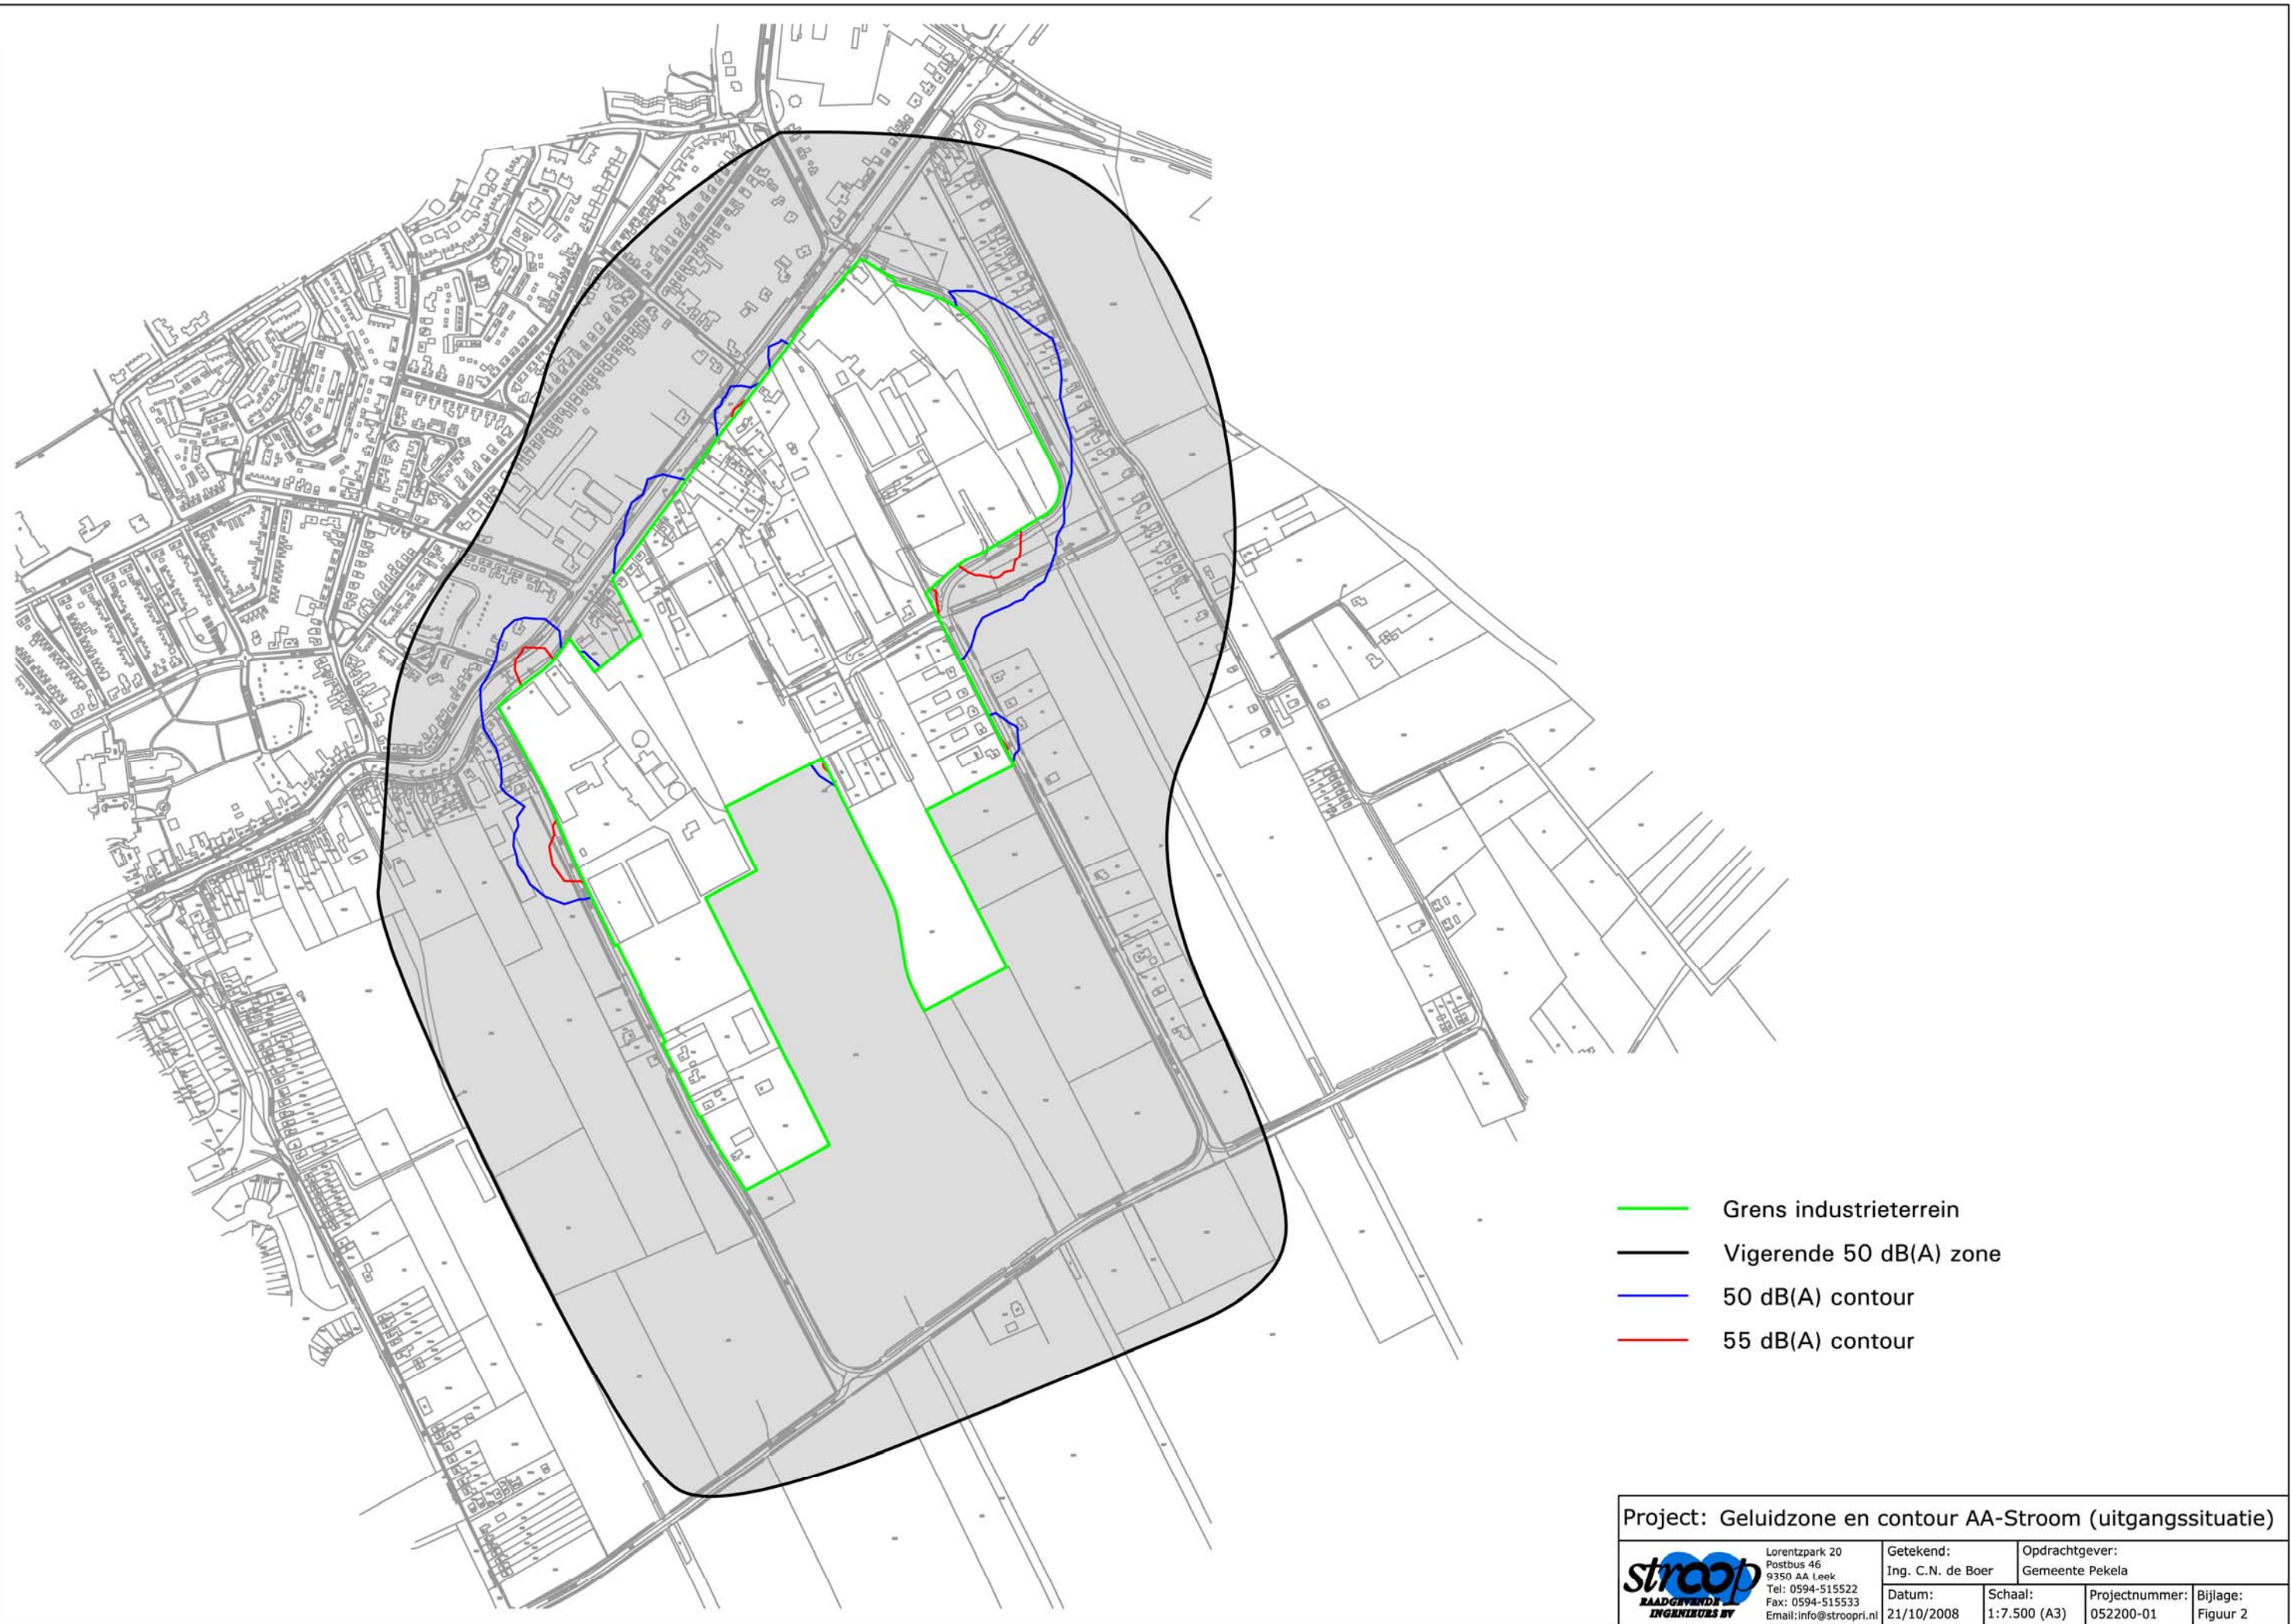 Grens industrieterrein
Vigerende 50 dB(A) zone
50 dB(A) contour
55 dB(A) contour
Project: Geluidzone en contour AA-Stroom (uitgangssituatie)
stroop
RAADGEVENDE
INGENIEURS BV
Lorentzpark 20
Postbus 46
9350 AA Leek
Tel: 0594-515522
Fax: 0594-515533
Email:info@stroopri.nl
Getekend:
Ing. C.N. de Boer
Opdrachtgever:
Gemeente Pekela
Datum:
21/10/2008
Schaal:
1:7.500 (A3)
Projectnummer:
052200-01
Bijlage:
Figuur 2